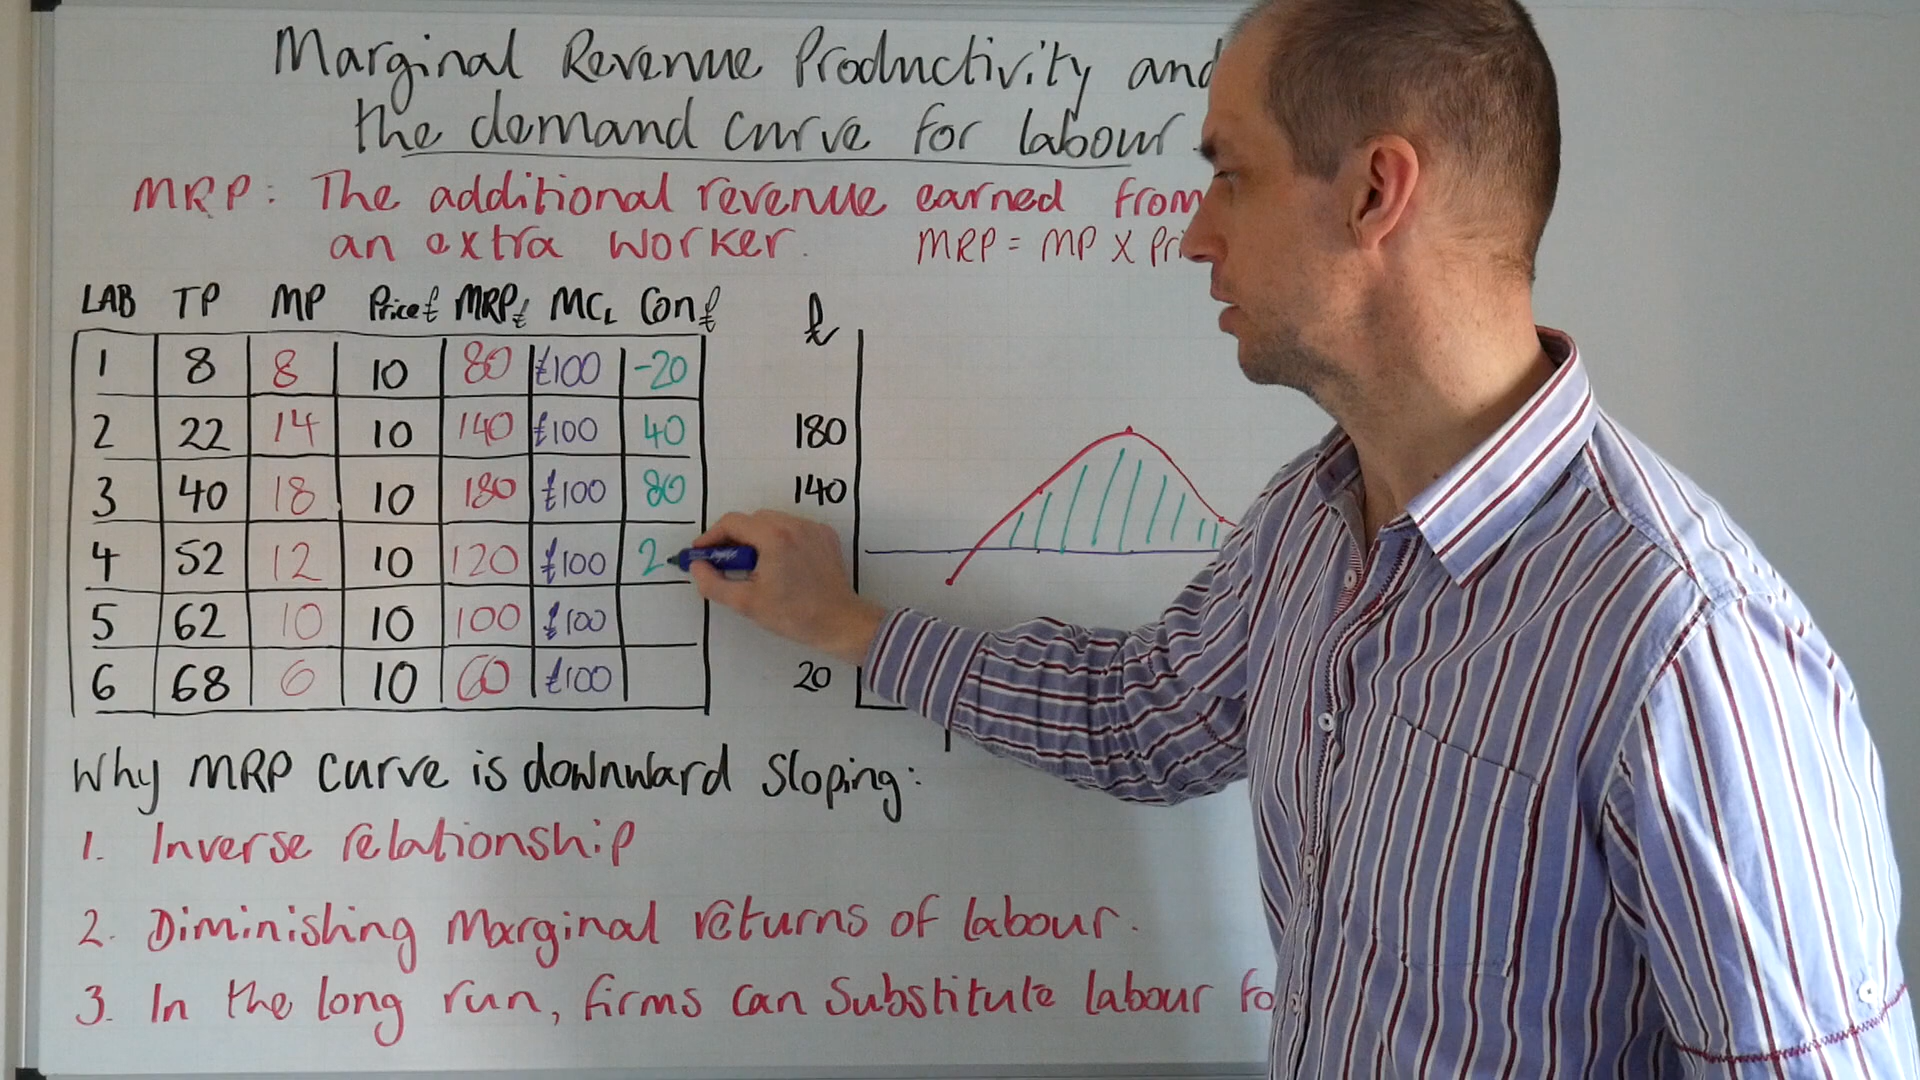 Marginal Revenue Productivity and
the demand curve for labour
MRP: The additional revenue earned from
an extra worker. MRP = MP X Pri
LAB TP MP Price£ MRP£ MCL Con£
1 8 8 10 80 £100 -20
2 22 14 10 140 £100 40
3 40 18 10 180 £100 80
4 52 12 10 120 £100 2
5 62 10 10 100 £100
6 68 6 10 60 £100
£
180
140
20
Why MRP curve is downward sloping:
1. Inverse relationship
2. Diminishing marginal returns of labour.
3. In the long run, firms can substitute labour fo